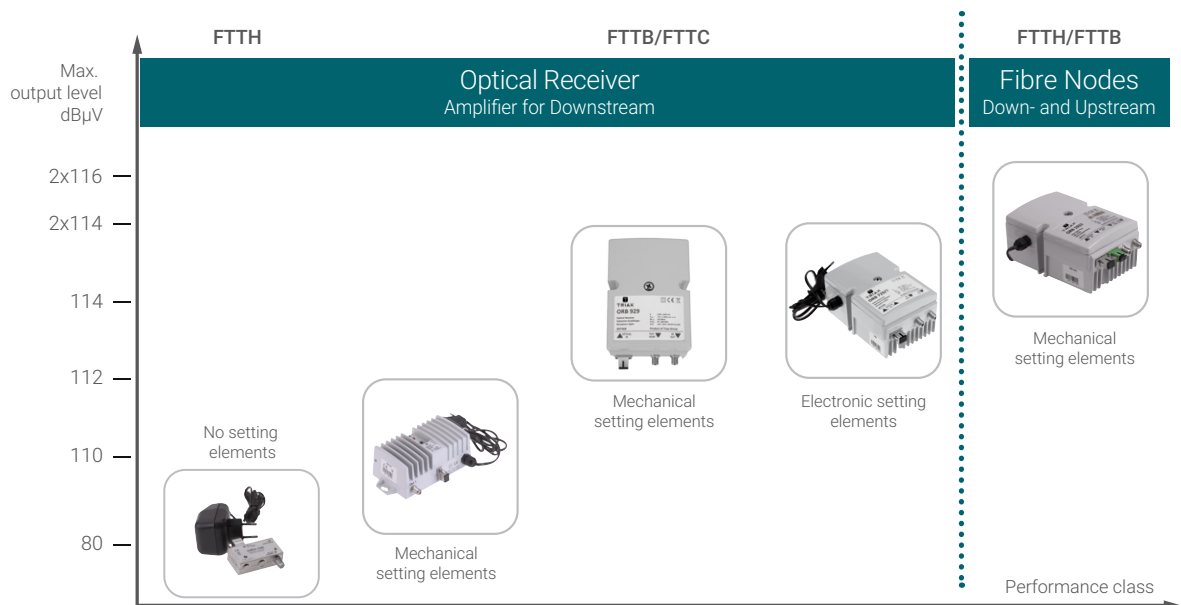 FTTH
FTTB/FTTC
FTTH/FTTB
Max.
output level
dBµV
Optical Receiver
Amplifier for Downstream
Fibre Nodes
Down- and Upstream
2x116
2x114
114
112
110
80
No setting
elements
Mechanical
setting elements
TRIAX
ORB 929
Mechanical
setting elements
Electronic setting
elements
Mechanical
setting elements
Performance class